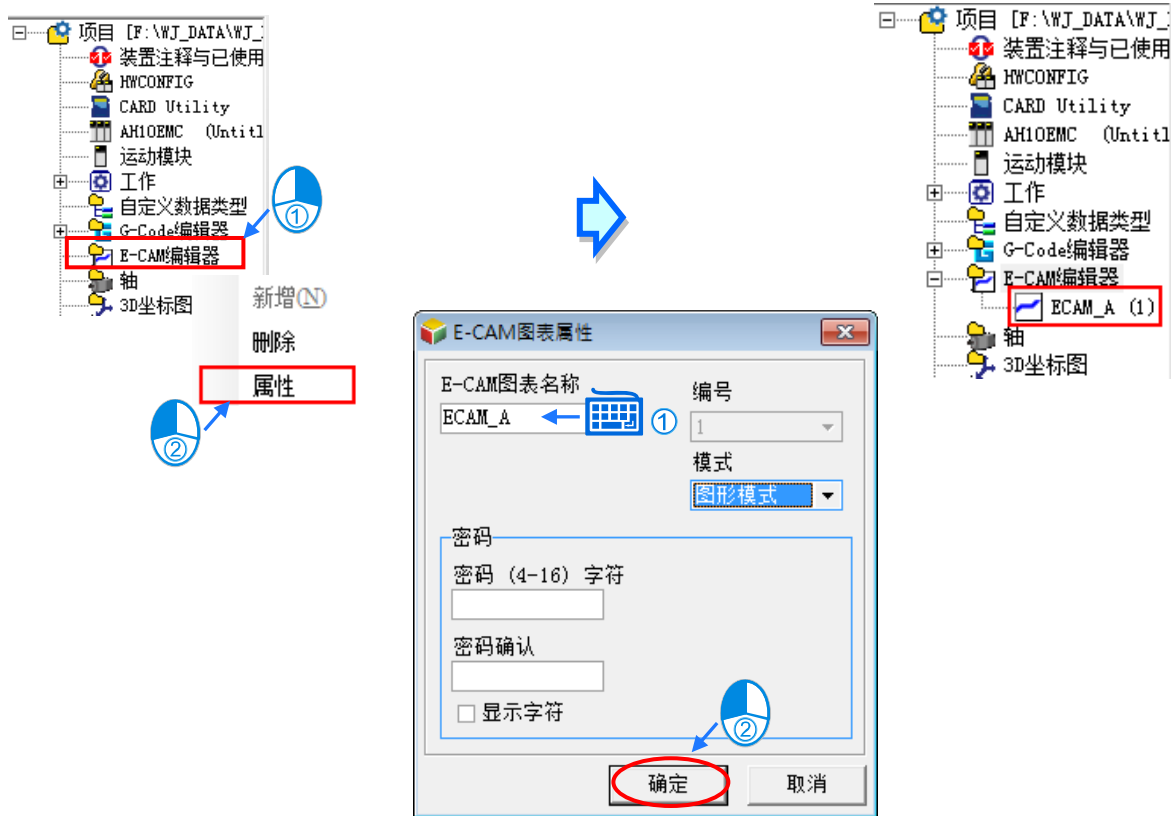 项目 [F:\WJ_DATA\WJ_
装置注释与已使用
HWCONFIG
CARD Utility
AH10EMC (Untitl
运动模块
工作
自定义数据类型
G-Code编辑器
E-CAM编辑器
轴
3D坐标图
①
新增(N)
删除
属性
②
E-CAM图表属性
E-CAM图表名称
ECAM_A
①
编号
1
模式
图形模式
密码
密码 (4-16) 字符
密码确认
显示字符
②
确定
取消
项目 [F:\WJ_DATA\WJ_
装置注释与已使用
HWCONFIG
CARD Utility
AH10EMC (Untitl
运动模块
工作
自定义数据类型
G-Code编辑器
E-CAM编辑器
ECAM_A (1)
轴
3D坐标图